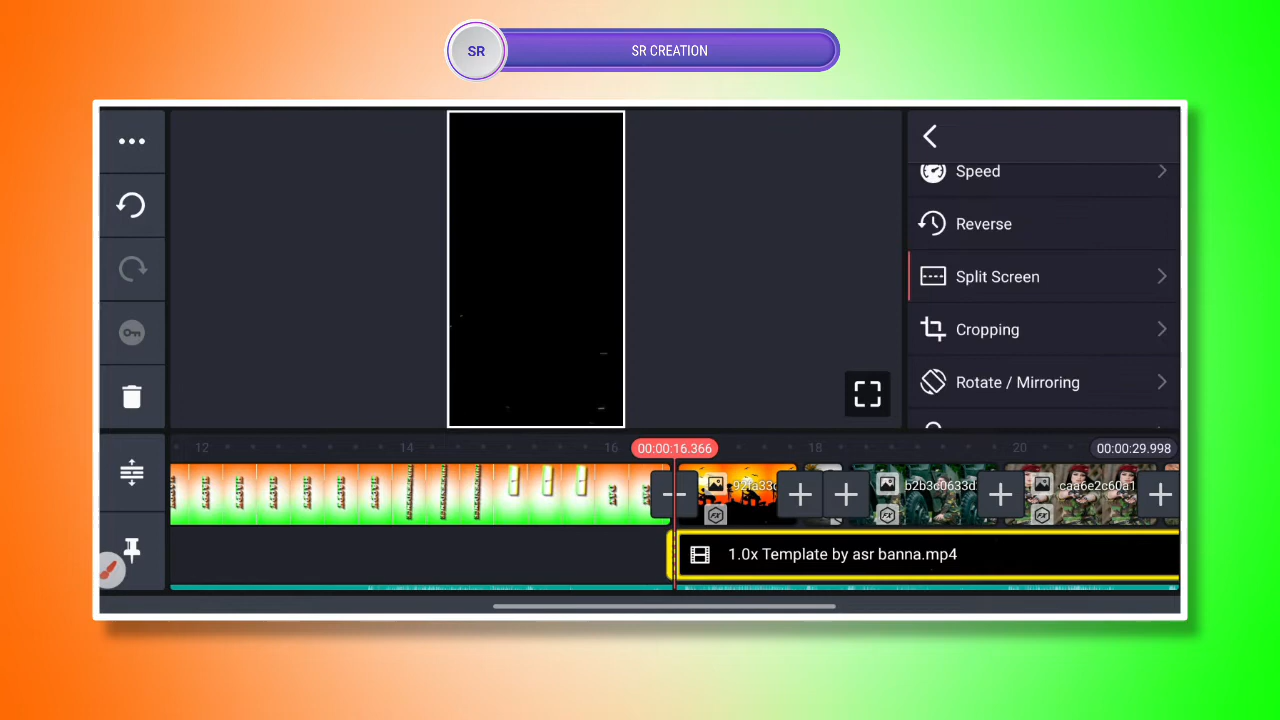 SR
SR CREATION
Speed
Reverse
Split Screen
Cropping
Rotate / Mirroring
12
14
16
00:00:16.366
18
20
00:00:29.998
92fa33c
b2b3c0633d
caa6e2c60a1
1.0x Template by asr banna.mp4